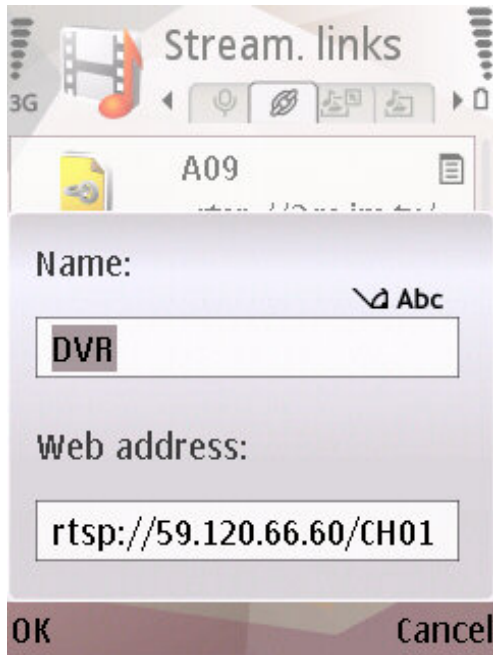 Stream. links
3G
A09
Name:
Abc
DVR
Web address:
rtsp://59.120.66.60/CH01
OK Cancel